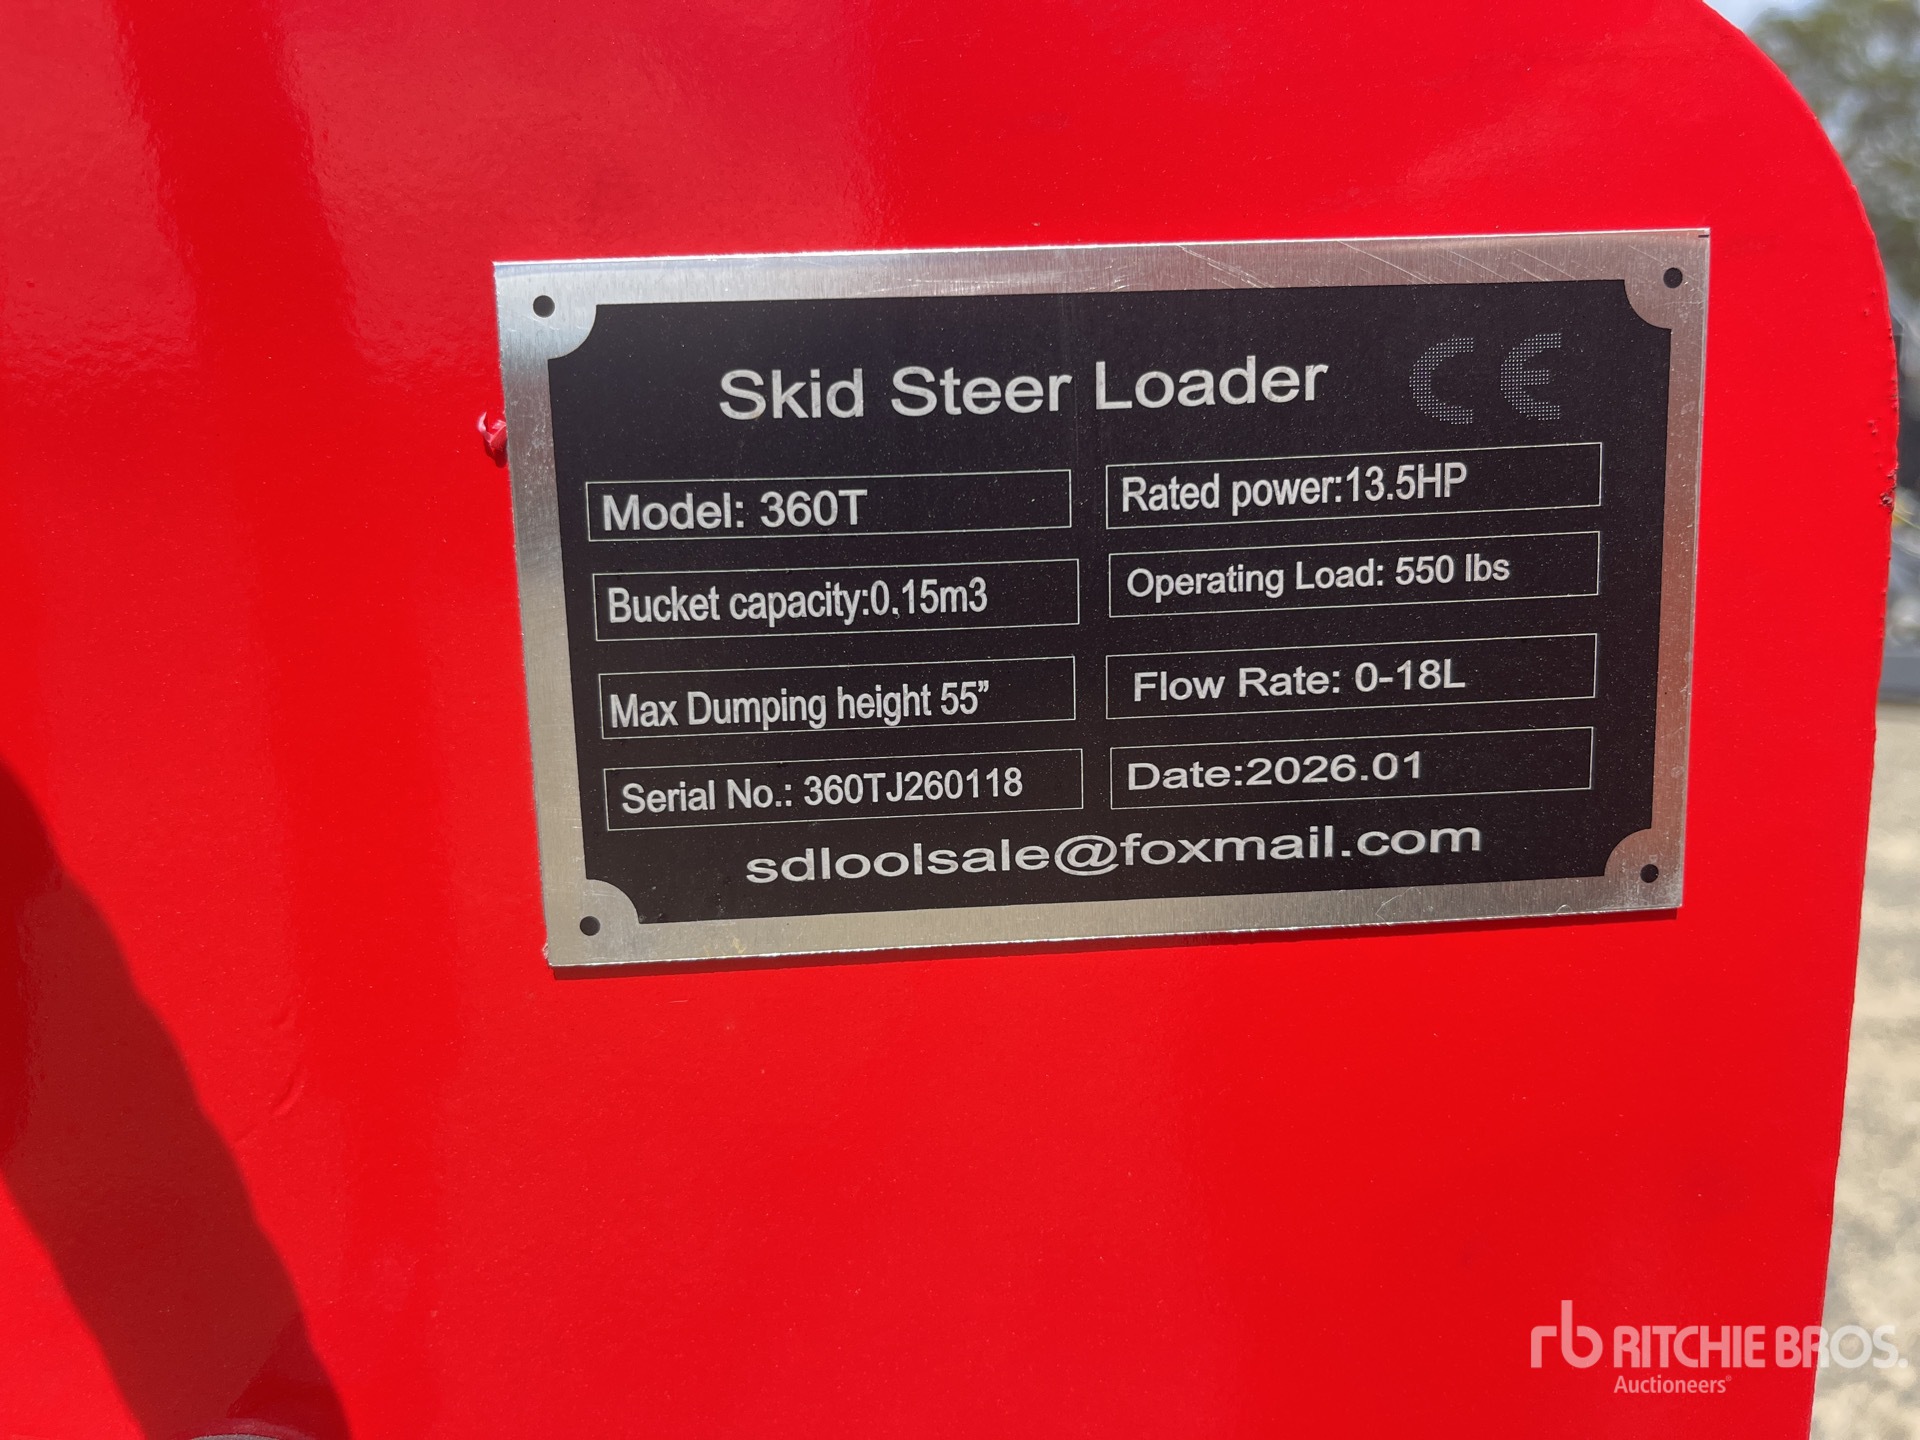 Skid Steer Loader CE
Model: 360T
Rated power:13.5HP
Bucket capacity:0.15m3
Operating Load: 550 lbs
Max Dumping height 55”
Flow Rate: 0-18L
Serial No.: 360TJ260118
Date:2026.01
sdloolsale@foxmail.com
rb RITCHIE BROS.
Auctioneers®